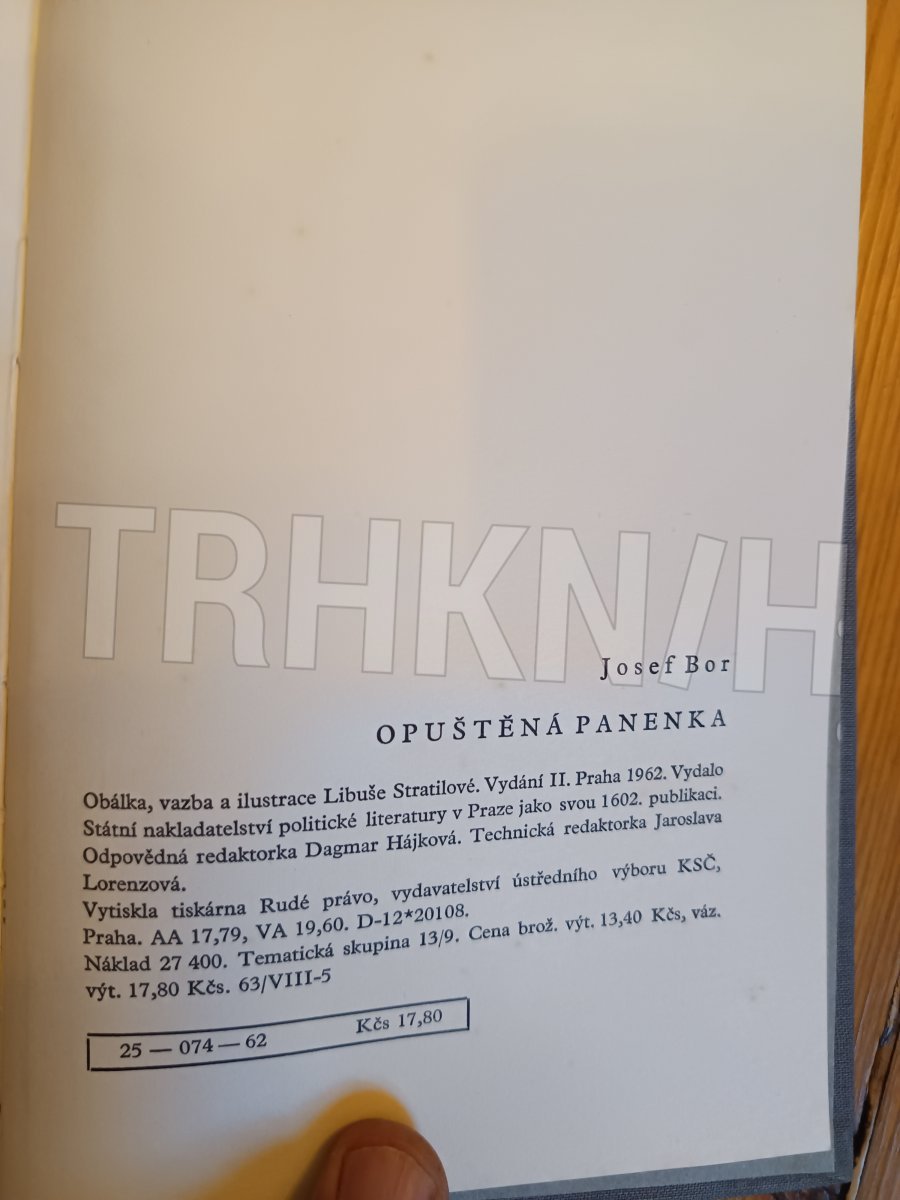 TRHKN/H
Josef Bor
OPUŠTĚNÁ PANENKA
Obálka, vazba a ilustrace Libuše Stratilové. Vydání II. Praha 1962. Vydalo
Státní nakladatelství politické literatury v Praze jako svou 1602. publikaci.
Odpovědná redaktorka Dagmar Hájková. Technická redaktorka Jaroslava
Lorenzová.
Vytiskla tiskárna Rudé právo, vydavatelství ústředního výboru KSČ,
Praha. AA 17,79, VA 19,60. D-12*20108.
Náklad 27 400. Tematická skupina 13/9. Cena brož. výt. 13,40 Kčs, váz.
výt. 17,80 Kčs. 63/VIII-5
25 — 074 — 62 Kčs 17,80